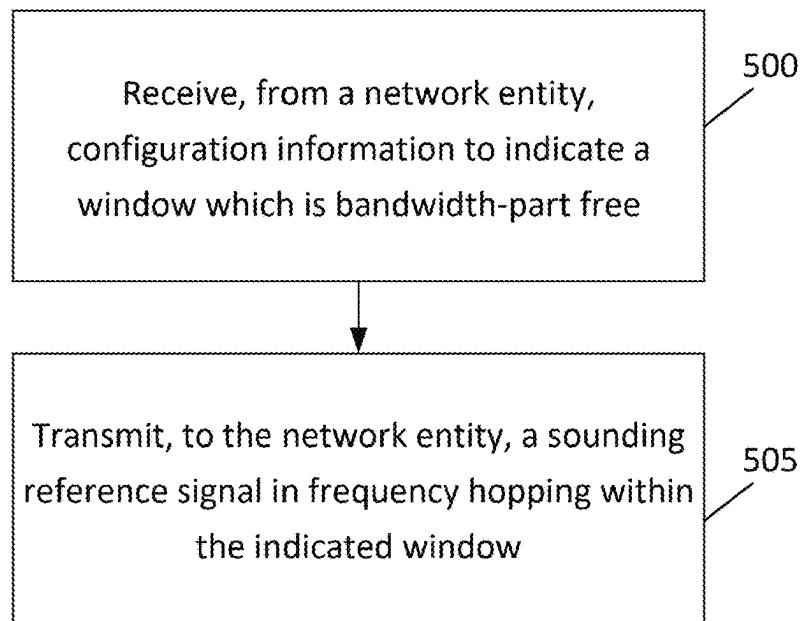 Receive, from a network entity,
configuration information to indicate a
window which is bandwidth-part free
500
Transmit, to the network entity, a sounding
reference signal in frequency hopping within
the indicated window
505